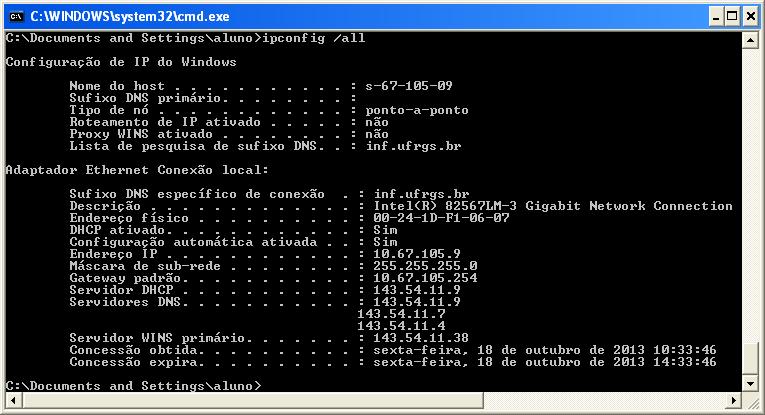 C:\WINDOWS\system32\cmd.exe
C:\Documents and Settings\aluno>ipconfig /all
Configuração de IP do Windows
Nome do host . . . . . . . . . . . : s-67-105-09
Sufixo DNS primário. . . . . . . . :
Tipo de nó . . . . . . . . . . . . : ponto-a-ponto
Roteamento de IP ativado . . . . . : não
Proxy WINS ativado . . . . . . . . : não
Lista de pesquisa de sufixo DNS. . : inf.ufrgs.br
Adaptador Ethernet Conexão local:
Sufixo DNS específico de conexão  . : inf.ufrgs.br
Descrição . . . . . . . . . . . . . : Intel(R) 82567LM-3 Gigabit Network Connection
Endereço físico . . . . . . . . . . : 00-24-1D-F1-06-07
DHCP ativado. . . . . . . . . . . . : Sim
Configuração automática ativada . . : Sim
Endereço IP . . . . . . . . . . . . : 10.67.105.9
Máscara de sub-rede . . . . . . . . : 255.255.255.0
Gateway padrão. . . . . . . . . . . : 10.67.105.254
Servidor DHCP . . . . . . . . . . . : 143.54.11.9
Servidores DNS. . . . . . . . . . . : 143.54.11.9
143.54.11.7
143.54.11.4
Servidor WINS primário. . . . . . . : 143.54.11.38
Concessão obtida. . . . . . . . . . : sexta-feira, 18 de outubro de 2013 10:33:46
Concessão expira. . . . . . . . . . : sexta-feira, 18 de outubro de 2013 14:33:46
C:\Documents and Settings\aluno>